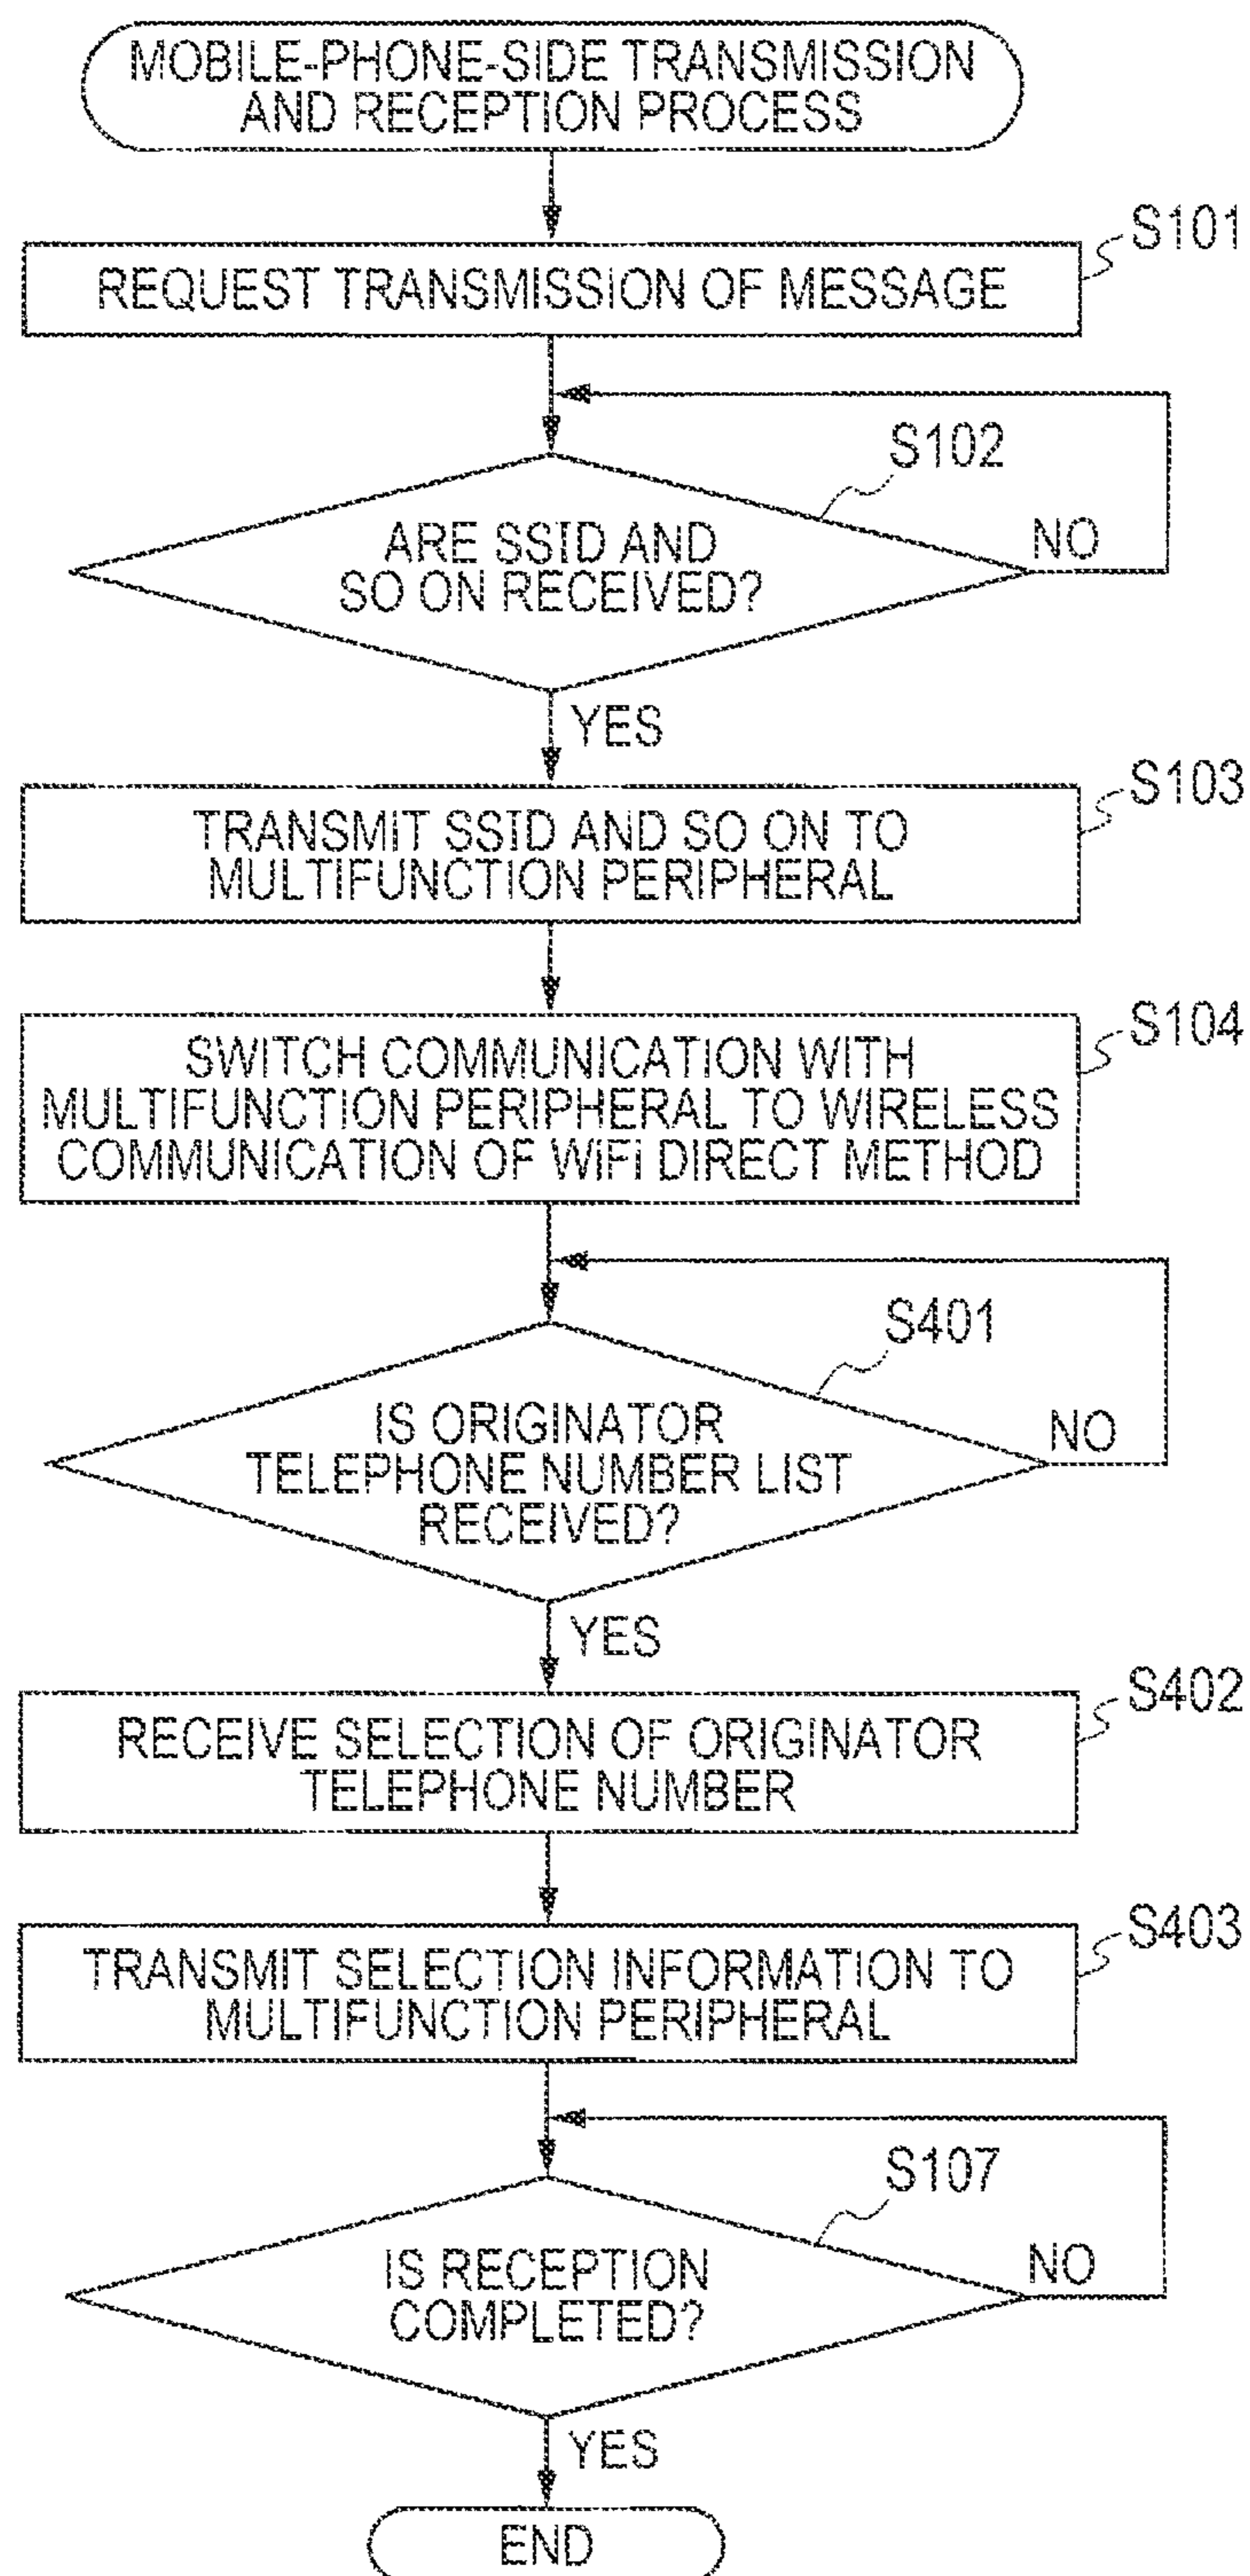 MOBILE-PHONE-SIDE TRANSMISSION
AND RECEPTION PROCESS
S101
REQUEST TRANSMISSION OF MESSAGE
S102
ARE SSID AND
SO ON RECEIVED?
NO
YES
S103
TRANSMIT SSID AND SO ON TO
MULTIFUNCTION PERIPHERAL
S104
SWITCH COMMUNICATION WITH
MULTIFUNCTION PERIPHERAL TO WIRELESS
COMMUNICATION OF WiFi DIRECT METHOD
S401
IS ORIGINATOR
TELEPHONE NUMBER LIST
RECEIVED?
NO
YES
S402
RECEIVE SELECTION OF ORIGINATOR
TELEPHONE NUMBER
S403
TRANSMIT SELECTION INFORMATION TO
MULTIFUNCTION PERIPHERAL
S107
IS RECEPTION
COMPLETED?
NO
YES
END